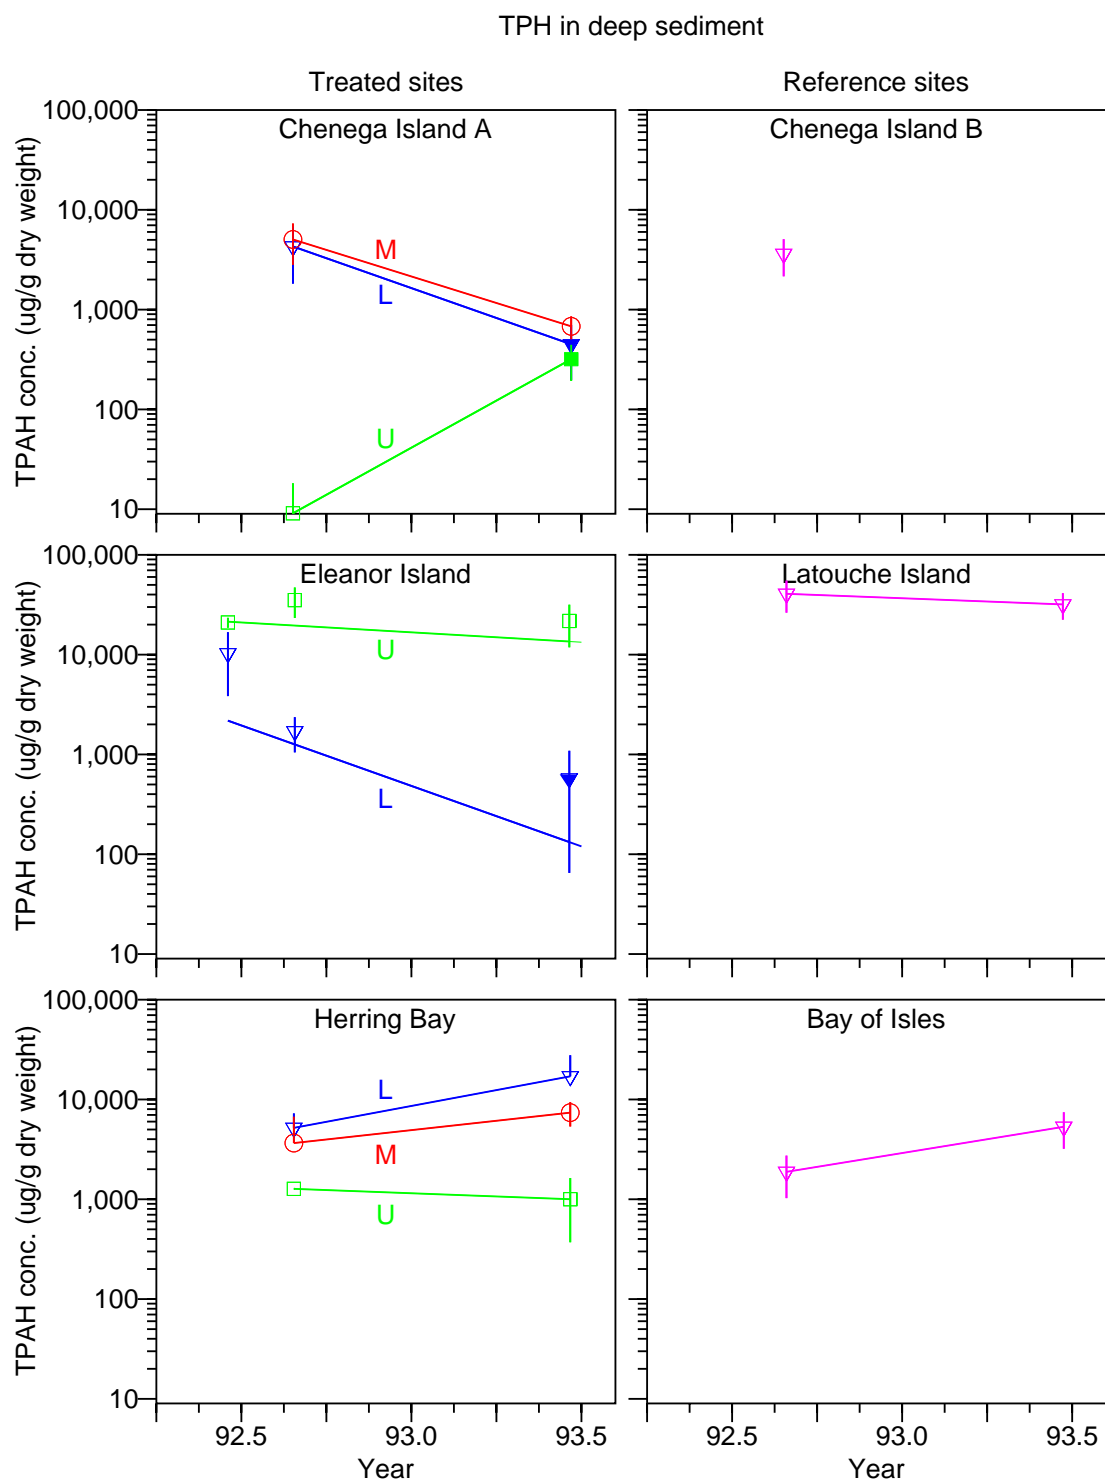 TPH in deep sediment
Treated sites
Reference sites
TPAH conc. (ug/g dry weight)
100,000
10,000
1,000
100
10
Chenega Island A
M
L
U
Chenega Island B
TPAH conc. (ug/g dry weight)
100,000
10,000
1,000
100
10
Eleanor Island
U
L
Latouche Island
TPAH conc. (ug/g dry weight)
100,000
10,000
1,000
100
10
Herring Bay
L
M
U
Bay of Isles
92.5 93.0 93.5
Year
92.5 93.0 93.5
Year